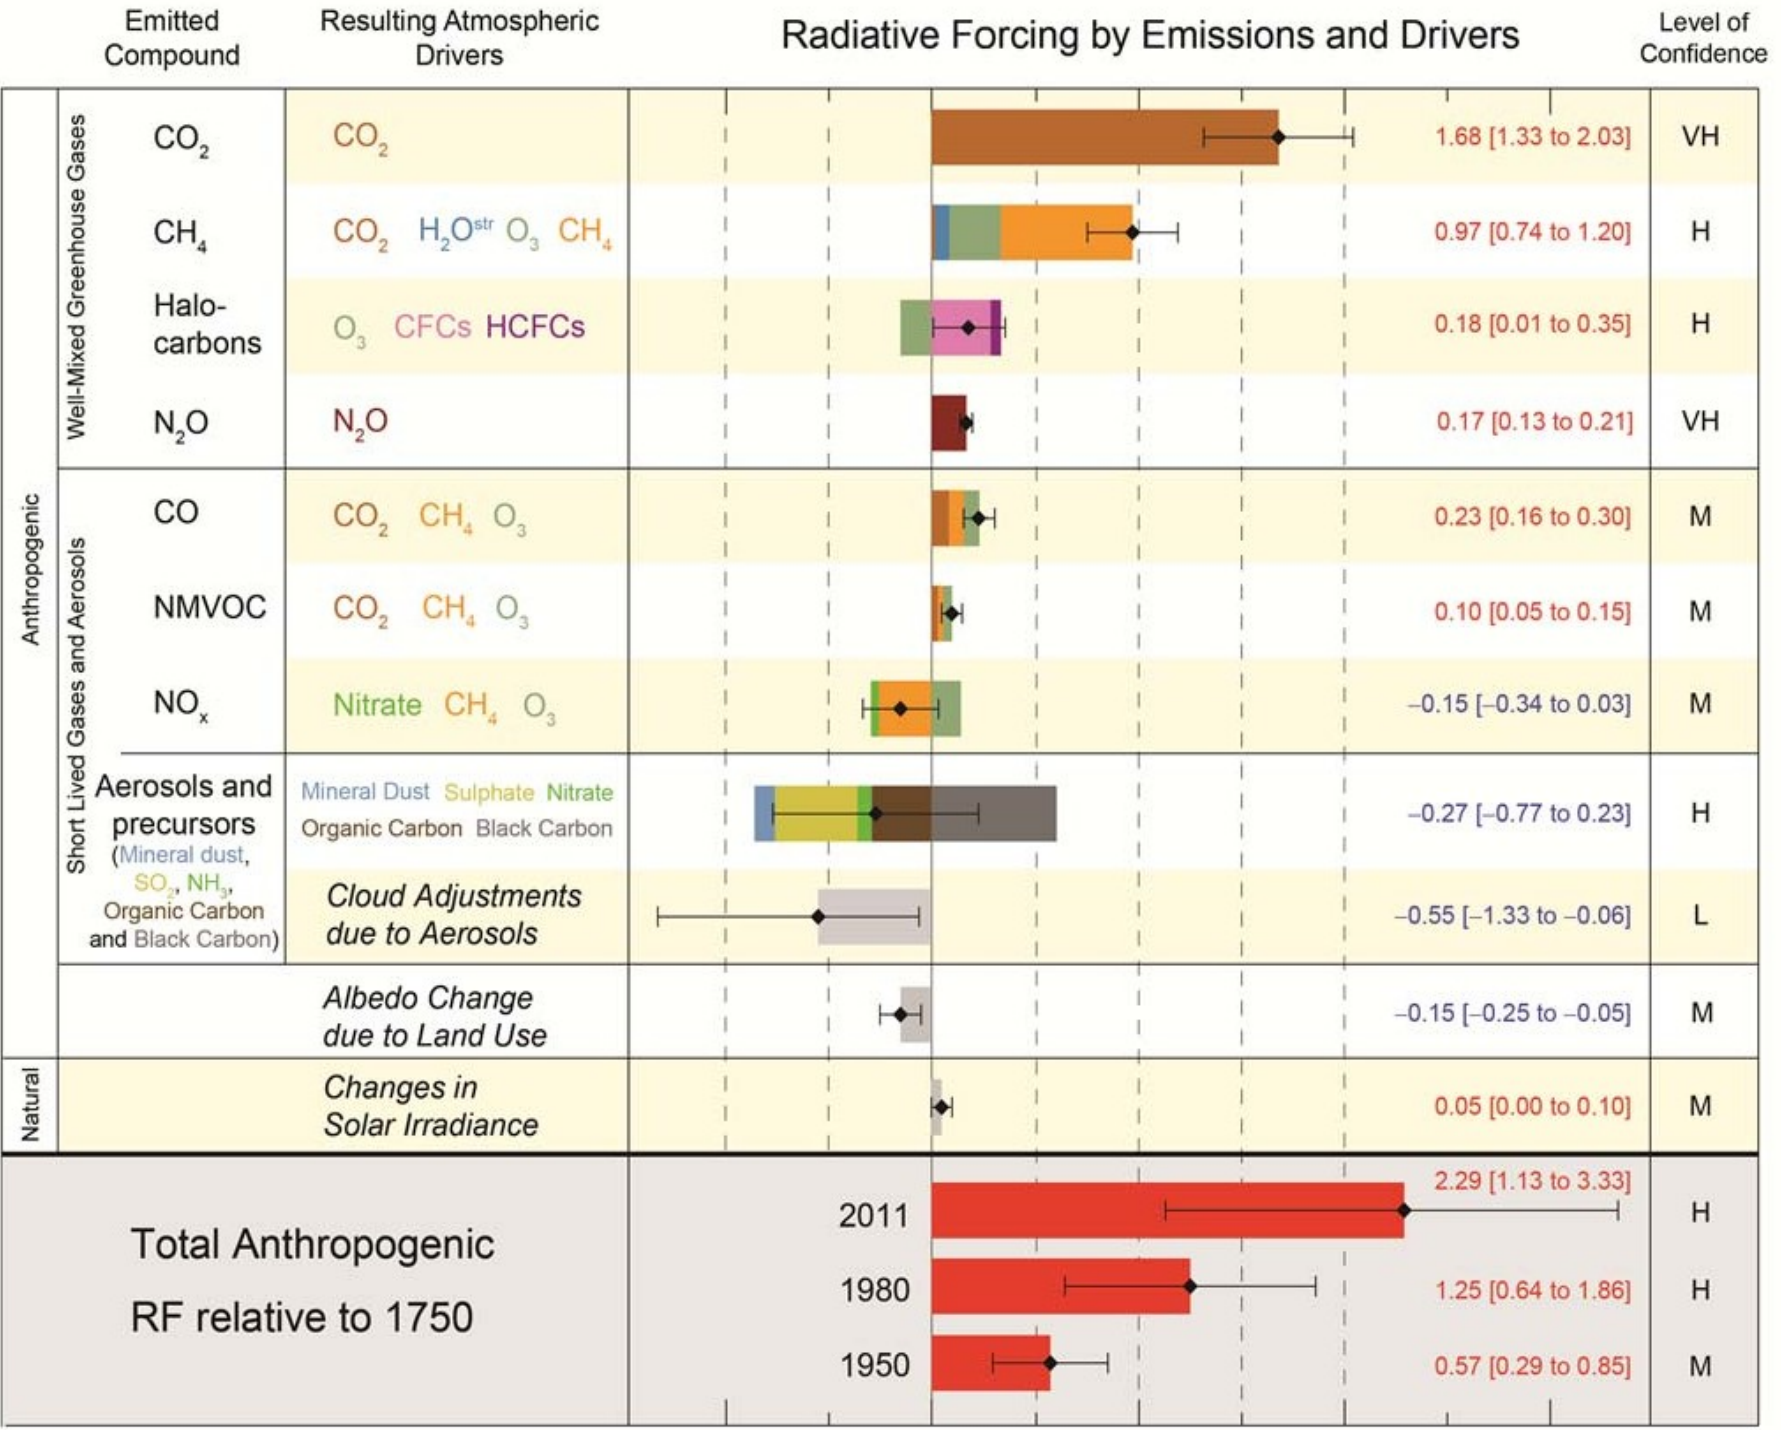 Emitted
Compound
Resulting Atmospheric
Drivers
Radiative Forcing by Emissions and Drivers
Level of
Confidence
Anthropogenic
Well-Mixed Greenhouse Gases
CO₂
CO₂
1.68 [1.33 to 2.03]
VH
CH₄
CO₂ H₂Oˢᵗʳ O₃ CH₄
0.97 [0.74 to 1.20]
H
Halo-
carbons
O₃ CFCs HCFCs
0.18 [0.01 to 0.35]
H
N₂O
N₂O
0.17 [0.13 to 0.21]
VH
Short Lived Gases and Aerosols
CO
CO₂ CH₄ O₃
0.23 [0.16 to 0.30]
M
NMVOC
CO₂ CH₄ O₃
0.10 [0.05 to 0.15]
M
NOₓ
Nitrate CH₄ O₃
−0.15 [−0.34 to 0.03]
M
Aerosols and
precursors
(Mineral dust,
SO₂, NH₃,
Organic Carbon
and Black Carbon)
Mineral Dust Sulphate Nitrate
Organic Carbon Black Carbon
−0.27 [−0.77 to 0.23]
H
Cloud Adjustments
due to Aerosols
−0.55 [−1.33 to −0.06]
L
Albedo Change
due to Land Use
−0.15 [−0.25 to −0.05]
M
Natural
Changes in
Solar Irradiance
0.05 [0.00 to 0.10]
M
Total Anthropogenic
RF relative to 1750
2011
2.29 [1.13 to 3.33]
H
1980
1.25 [0.64 to 1.86]
H
1950
0.57 [0.29 to 0.85]
M